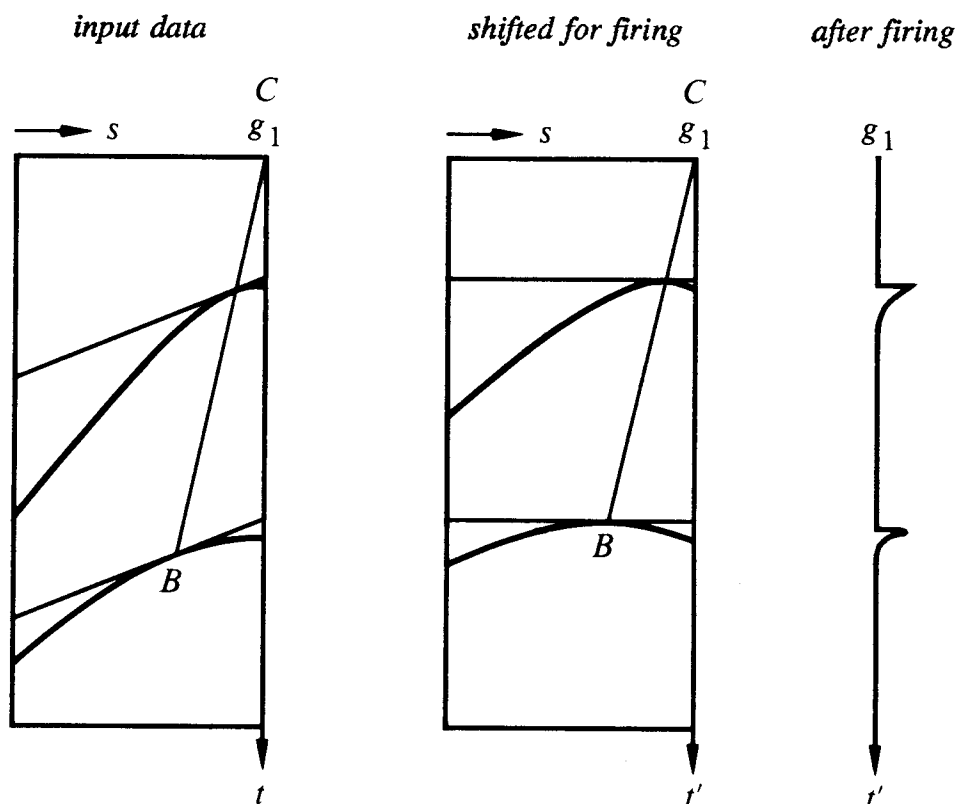 input data
shifted for firing
after firing
C
C
s
g1
s
g1
g1
B
B
t
t'
t'